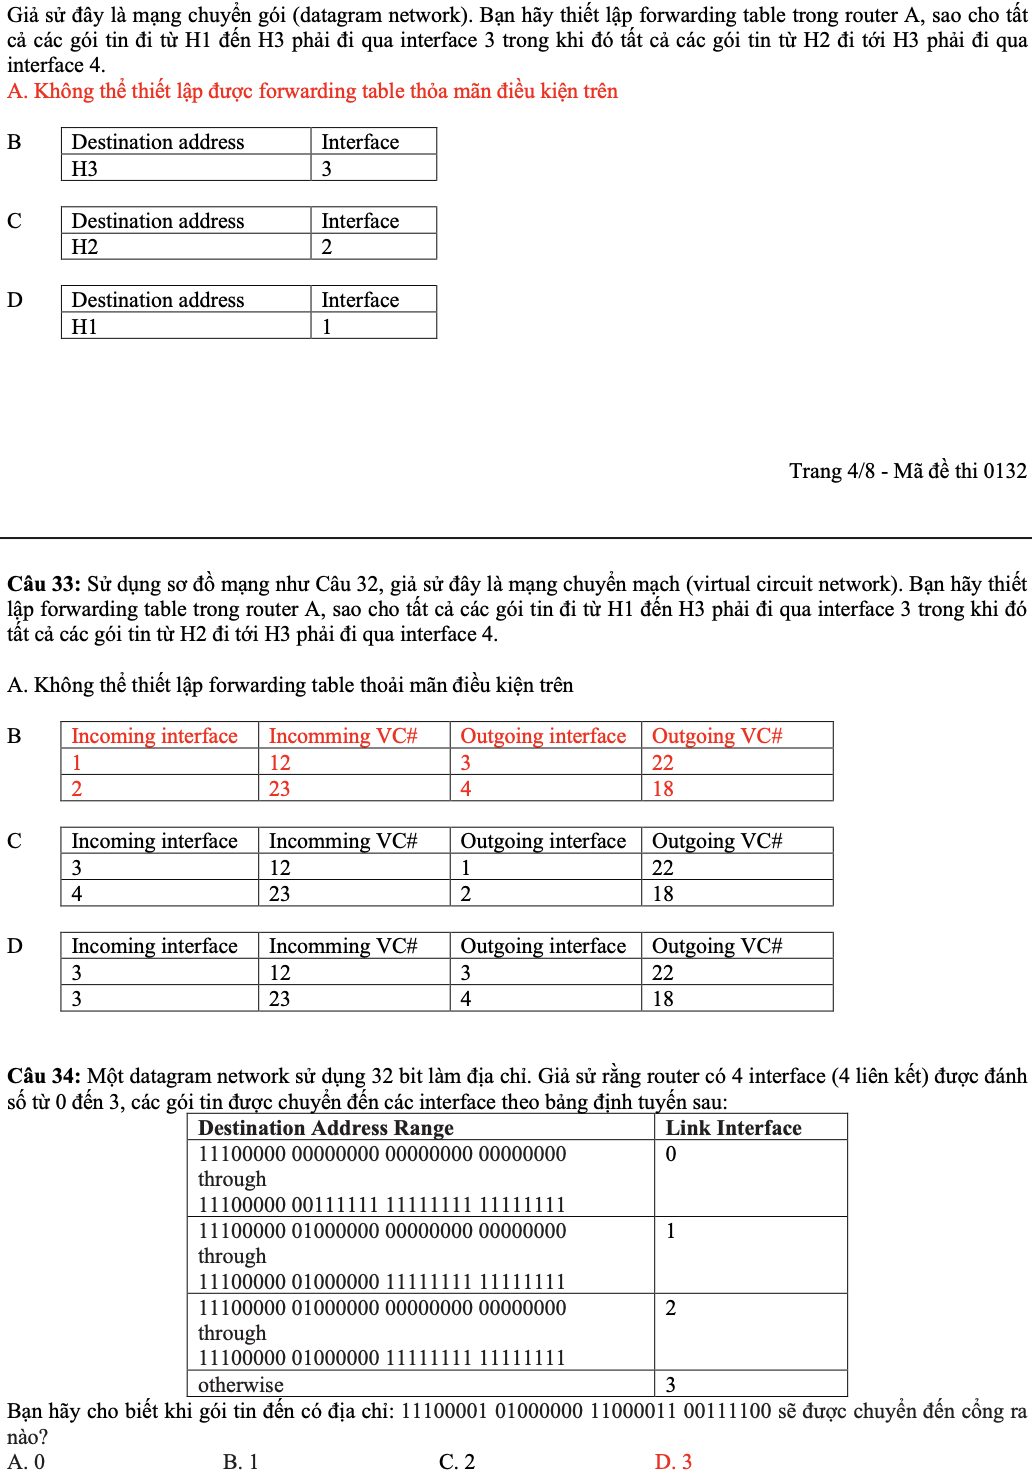 Giả sử đây là mạng chuyển gói (datagram network). Bạn hãy thiết lập forwarding table trong router A, sao cho tất
cả các gói tin đi từ H1 đến H3 phải đi qua interface 3 trong khi đó tất cả các gói tin từ H2 đi tới H3 phải đi qua
interface 4.
A. Không thể thiết lập được forwarding table thỏa mãn điều kiện trên
B
Destination address Interface
H3 3
C
Destination address Interface
H2 2
D
Destination address Interface
H1 1
Trang 4/8 - Mã đề thi 0132
Câu 33: Sử dụng sơ đồ mạng như Câu 32, giả sử đây là mạng chuyển mạch (virtual circuit network). Bạn hãy thiết
lập forwarding table trong router A, sao cho tất cả các gói tin đi từ H1 đến H3 phải đi qua interface 3 trong khi đó
tất cả các gói tin từ H2 đi tới H3 phải đi qua interface 4.
A. Không thể thiết lập forwarding table thoải mãn điều kiện trên
B
Incoming interface Incomming VC# Outgoing interface Outgoing VC#
1 12 3 22
2 23 4 18
C
Incoming interface Incomming VC# Outgoing interface Outgoing VC#
3 12 1 22
4 23 2 18
D
Incoming interface Incomming VC# Outgoing interface Outgoing VC#
3 12 3 22
3 23 4 18
Câu 34: Một datagram network sử dụng 32 bit làm địa chỉ. Giả sử rằng router có 4 interface (4 liên kết) được đánh
số từ 0 đến 3, các gói tin được chuyển đến các interface theo bảng định tuyến sau:
Destination Address Range Link Interface
11100000 00000000 00000000 00000000 0
through
11100000 00111111 11111111 11111111
11100000 01000000 00000000 00000000 1
through
11100000 01000000 11111111 11111111
11100000 01000000 00000000 00000000 2
through
11100000 01000000 11111111 11111111
otherwise 3
Bạn hãy cho biết khi gói tin đến có địa chỉ: 11100001 01000000 11000011 00111100 sẽ được chuyển đến cổng ra
nào?
A. 0 B. 1 C. 2 D. 3